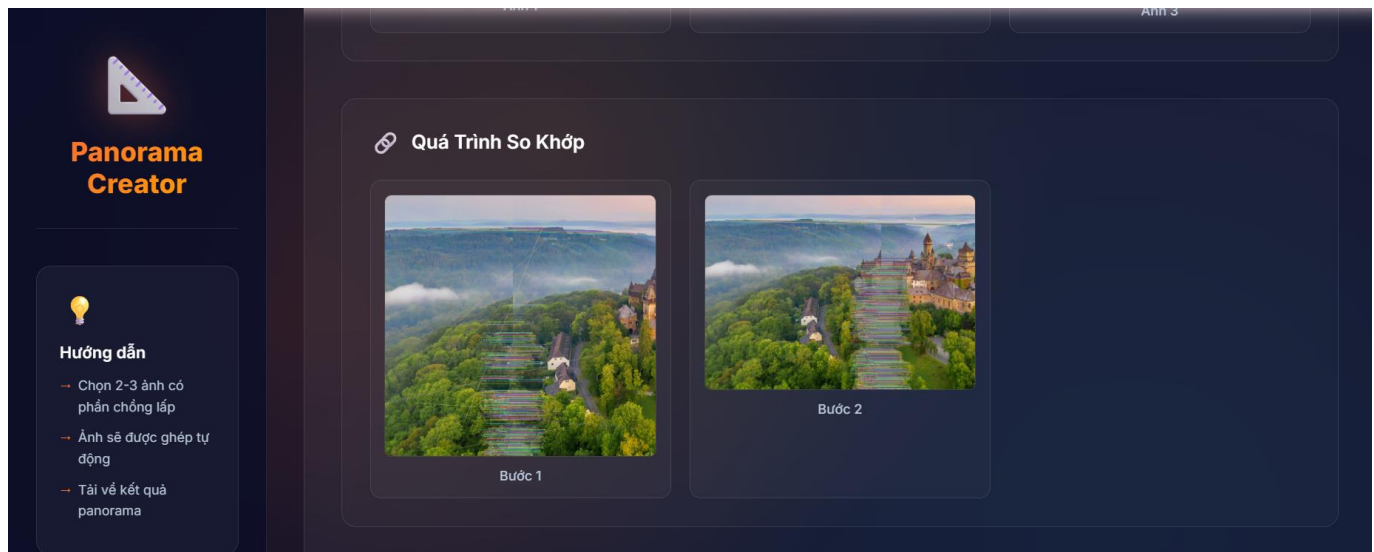 Ảnh 3
Panorama
Creator
Quá Trình So Khớp
Bước 1
Bước 2
Hướng dẫn
→ Chọn 2-3 ảnh có
phần chồng lấp
→ Ảnh sẽ được ghép tự
động
→ Tải về kết quả
panorama